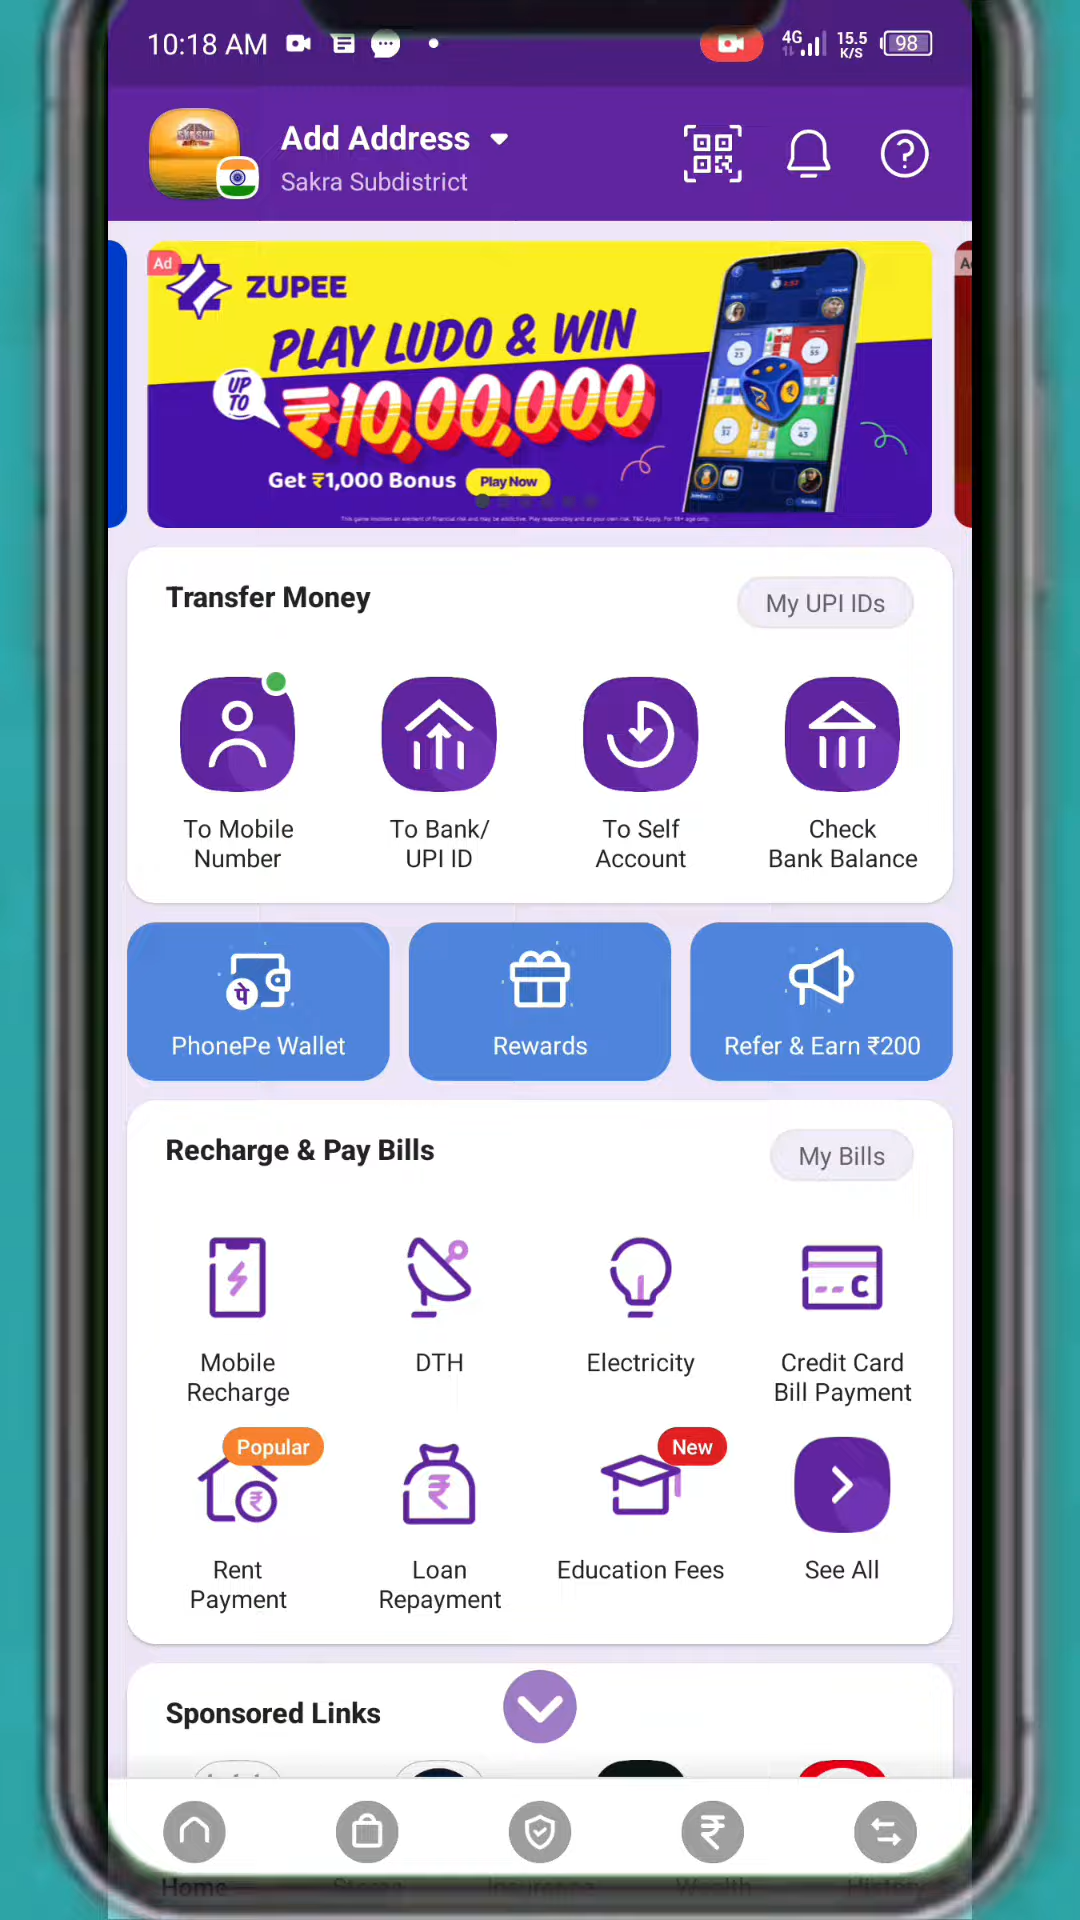 10:18 AM
4G
15.5
K/S
98
Add Address
Sakra Subdistrict
Ad
ZUPEE
PLAY LUDO & WIN
UP
TO
₹10,00,000
Get ₹1,000 Bonus
Play Now
This game involves an element of financial risk and may be addictive. Play responsibly and at your own risk. T&C Apply. For 18+ age only.
Transfer Money
My UPI IDs
To Mobile
Number
To Bank/
UPI ID
To Self
Account
Check
Bank Balance
पे
PhonePe Wallet
Rewards
Refer & Earn ₹200
Recharge & Pay Bills
My Bills
Mobile
Recharge
DTH
Electricity
Credit Card
Bill Payment
Popular
New
Rent
Payment
Loan
Repayment
Education Fees
See All
Sponsored Links
Home
Stores
Insurance
Wealth
History